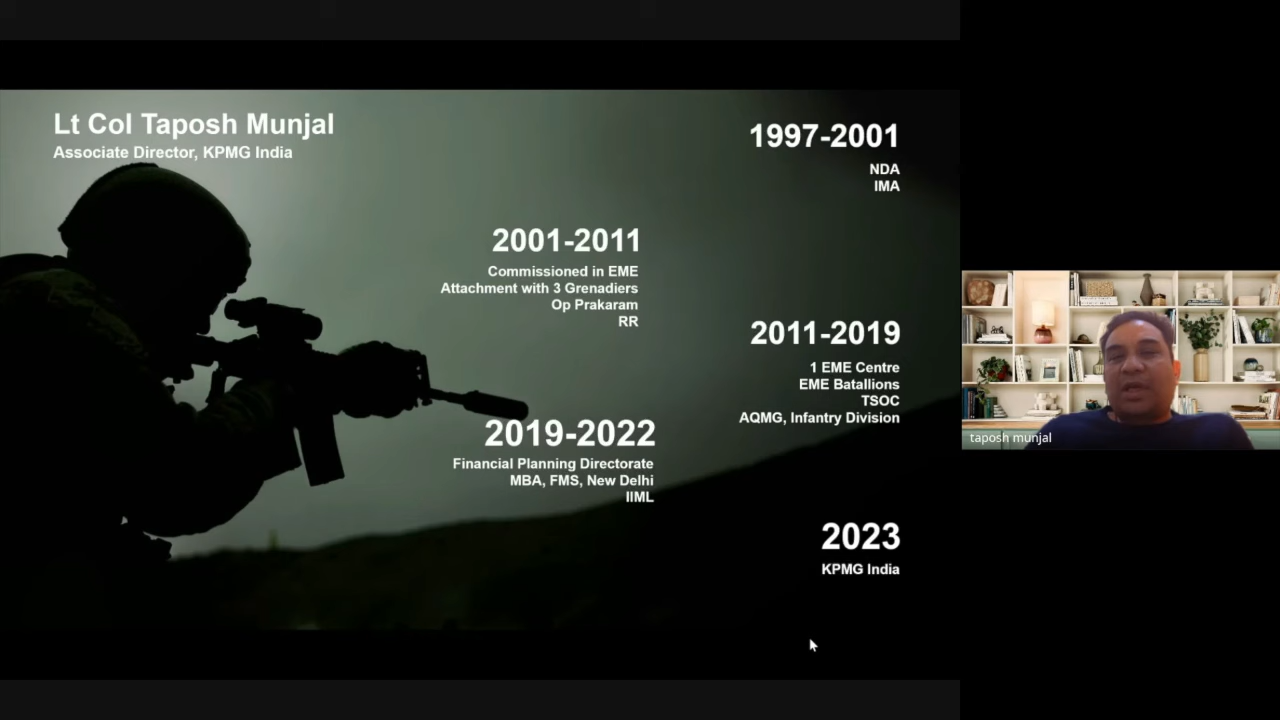 Lt Col Taposh Munjal
Associate Director, KPMG India
1997-2001
NDA
IMA
2001-2011
Commissioned in EME
Attachment with 3 Grenadiers
Op Prakaram
RR
2011-2019
1 EME Centre
EME Batallions
TSOC
AQMG, Infantry Division
2019-2022
Financial Planning Directorate
MBA, FMS, New Delhi
IIML
2023
KPMG India
taposh munjal